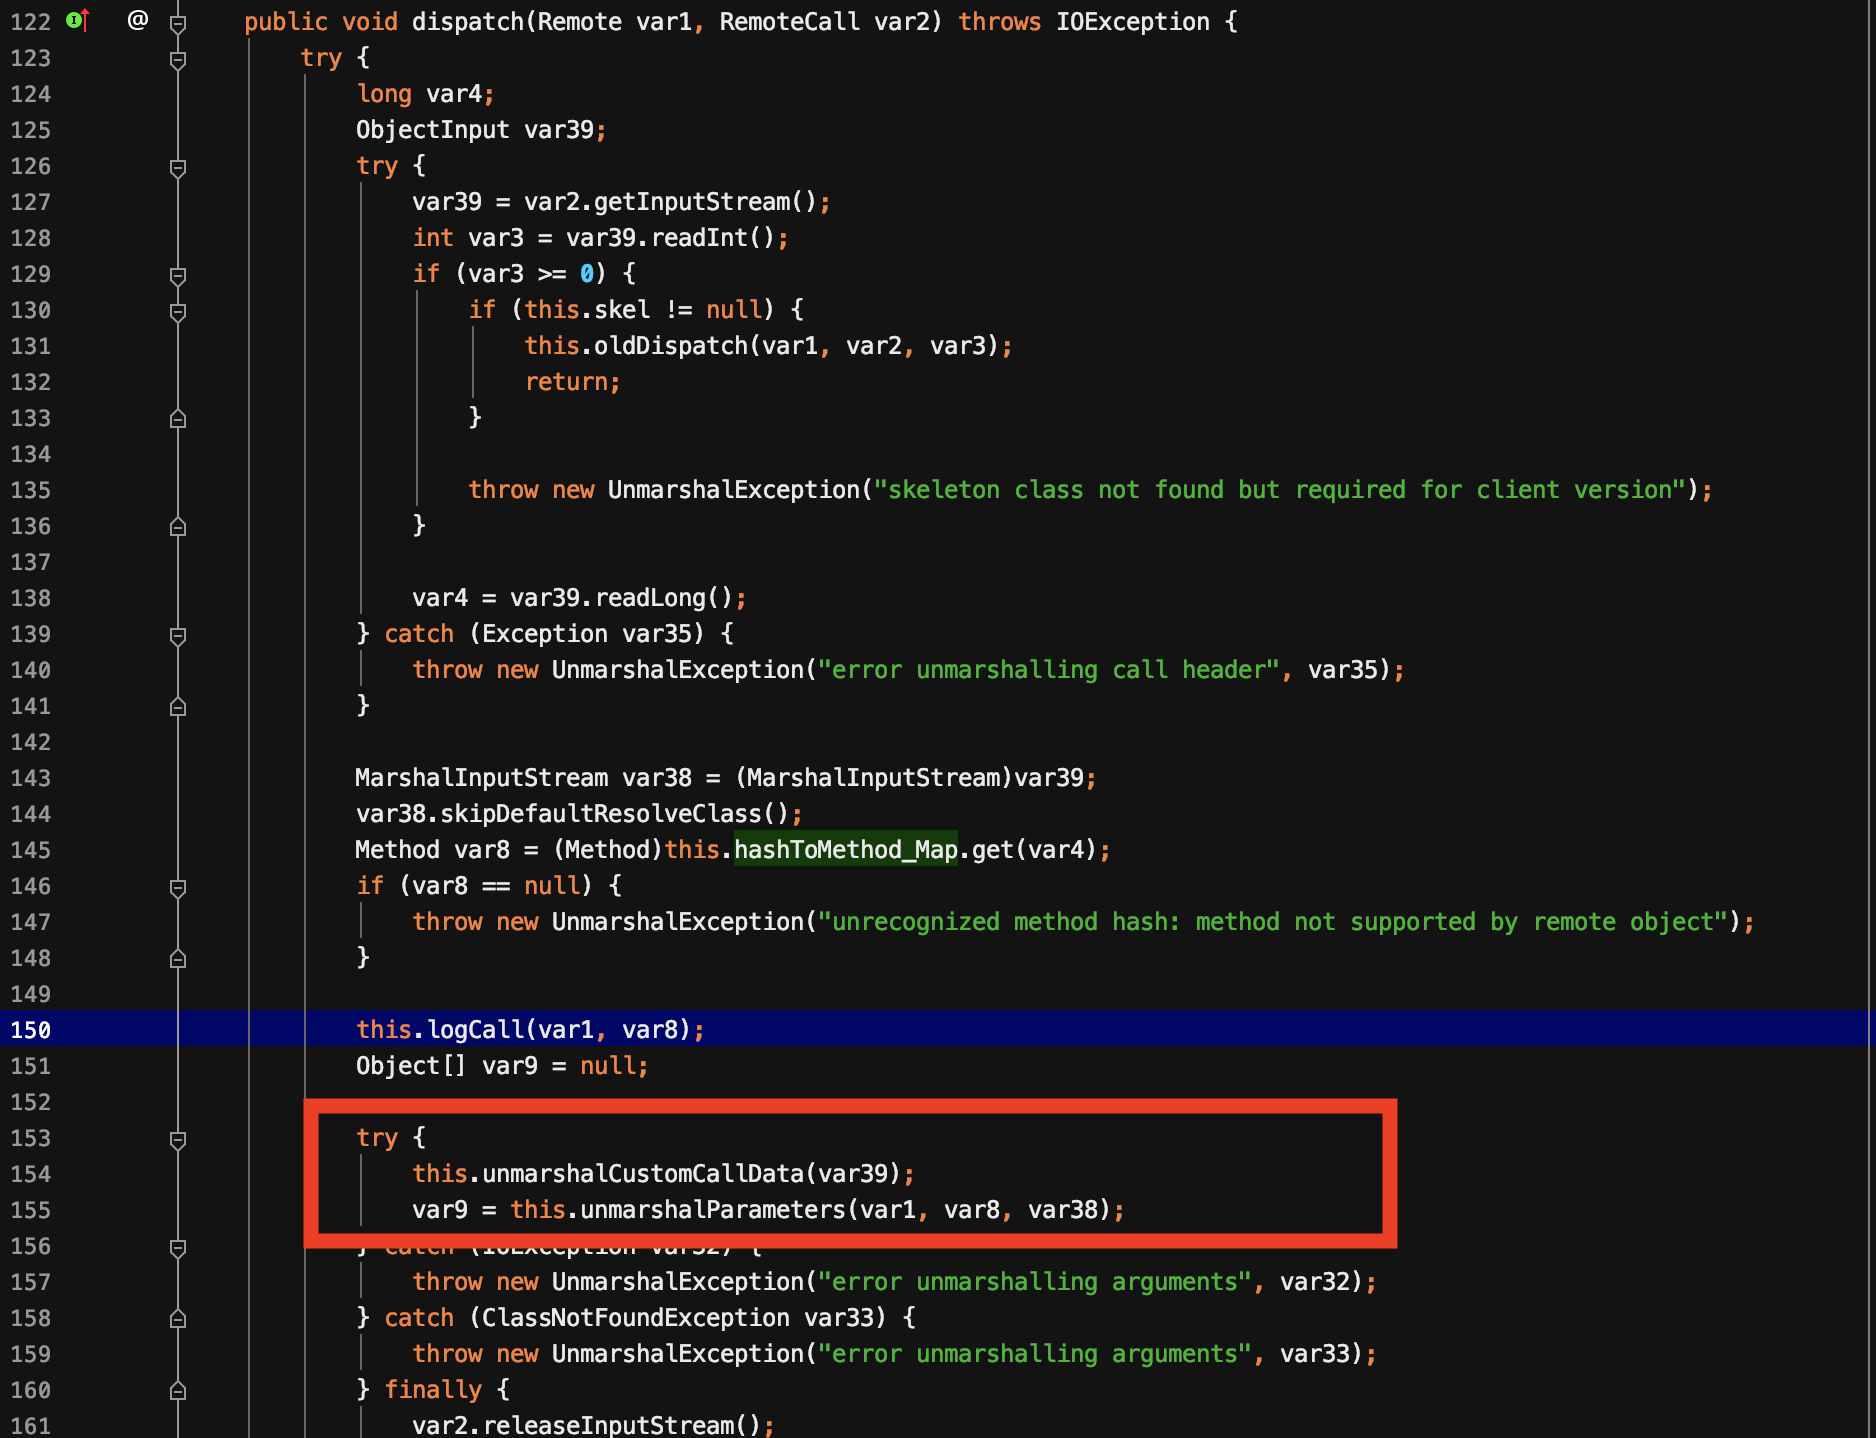 122 @ public void dispatch(Remote var1, RemoteCall var2) throws IOException {
123 try {
124 long var4;
125 ObjectInput var39;
126 try {
127 var39 = var2.getInputStream();
128 int var3 = var39.readInt();
129 if (var3 >= 0) {
130 if (this.skel != null) {
131 this.oldDispatch(var1, var2, var3);
132 return;
133 }
134
135 throw new UnmarshalException("skeleton class not found but required for client version");
136 }
137
138 var4 = var39.readLong();
139 } catch (Exception var35) {
140 throw new UnmarshalException("error unmarshalling call header", var35);
141 }
142
143 MarshalInputStream var38 = (MarshalInputStream)var39;
144 var38.skipDefaultResolveClass();
145 Method var8 = (Method)this.hashToMethod_Map.get(var4);
146 if (var8 == null) {
147 throw new UnmarshalException("unrecognized method hash: method not supported by remote object");
148 }
149
150 this.logCall(var1, var8);
151 Object[] var9 = null;
152
153 try {
154 this.unmarshalCustomCallData(var39);
155 var9 = this.unmarshalParameters(var1, var8, var38);
156 } catch (IOException var32) {
157 throw new UnmarshalException("error unmarshalling arguments", var32);
158 } catch (ClassNotFoundException var33) {
159 throw new UnmarshalException("error unmarshalling arguments", var33);
160 } finally {
161 var2.releaseInputStream();